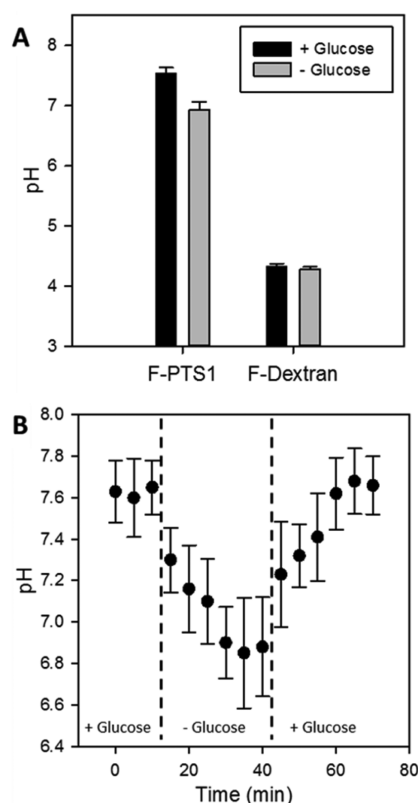 A
8
7
6
5
4
3
pH
+ Glucose
- Glucose
F-PTS1 F-Dextran
B
8.0
7.8
7.6
7.4
7.2
7.0
6.8
6.6
6.4
pH
+ Glucose - Glucose + Glucose
0 20 40 60 80
Time (min)